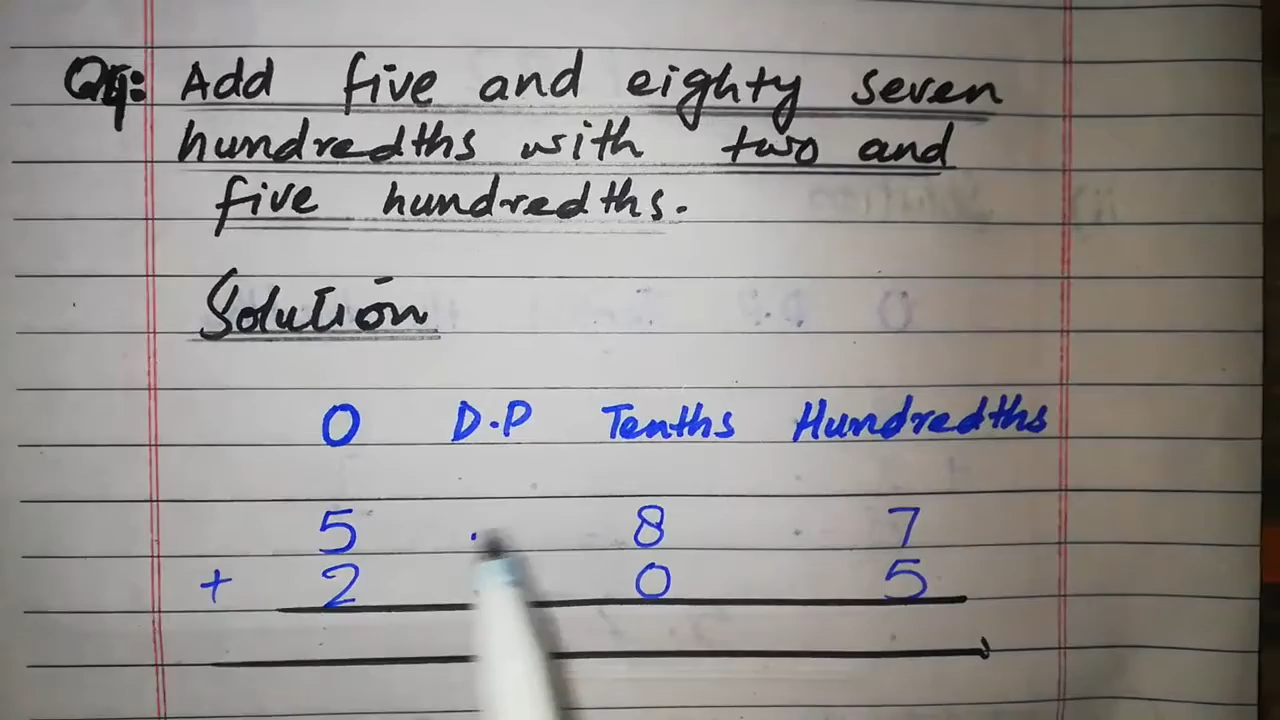 Q4: Add five and eighty seven
hundredths with two and
five hundredths.
Solution
O D.P Tenths Hundredths
5 . 8 7
+ 2 0 5